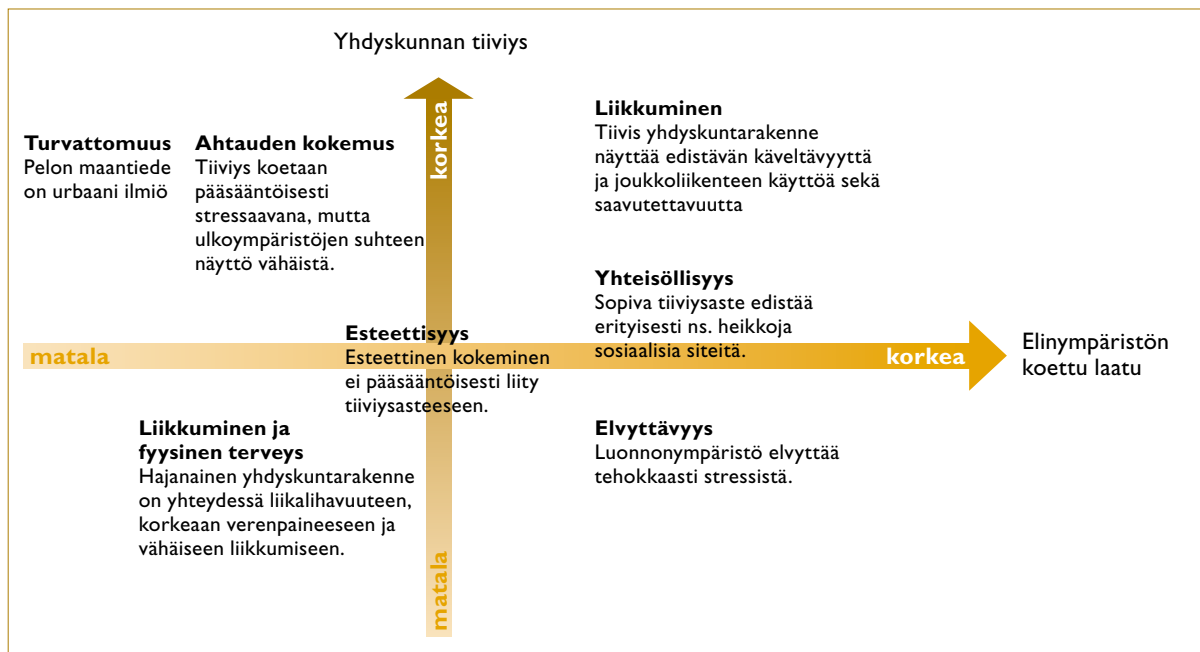 Yhdyskunnan tiiviys
korkea
Turvattomuus
Pelon maantiede
on urbaani ilmiö
Ahtauden kokemus
Tiiviys koetaan
pääsääntöisesti
stressaavana, mutta
ulkoympäristöjen suhteen
näyttö vähäistä.
Liikkuminen
Tiivis yhdyskuntarakenne
näyttää edistävän käveltävyyttä
ja joukkoliikenteen käyttöä sekä
saavutettavuutta
Yhteisöllisyys
Sopiva tiiviysaste edistää
erityisesti ns. heikkoja
sosiaalisia siteitä.
Esteettisyys
Esteettinen kokeminen
ei pääsääntöisesti liity
tiiviysasteeseen.
matala
korkea
Elinympäristön
koettu laatu
Liikkuminen ja
fyysinen terveys
Hajanainen yhdyskuntarakenne
on yhteydessä liikalihavuuteen,
korkeaan verenpaineeseen ja
vähäiseen liikkumiseen.
Elvyttävyys
Luonnonympäristö elvyttää
tehokkaasti stressistä.
matala